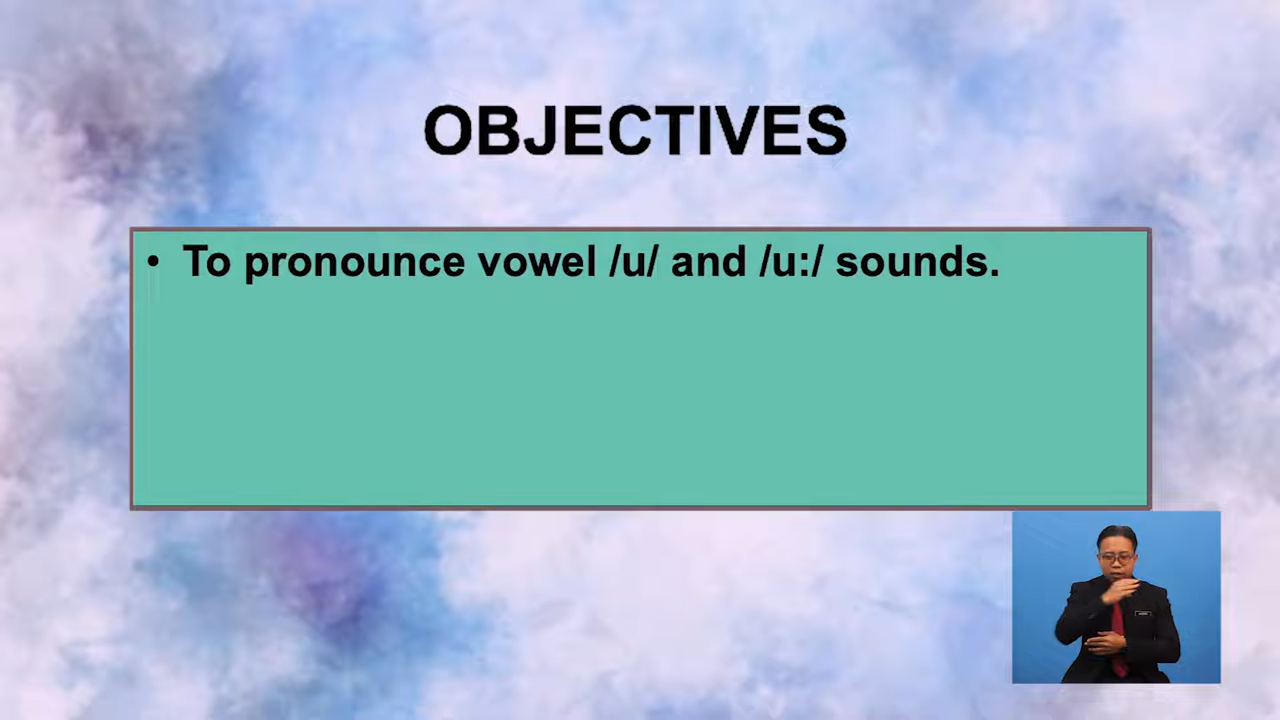 OBJECTIVES
• To pronounce vowel /u/ and /u:/ sounds.